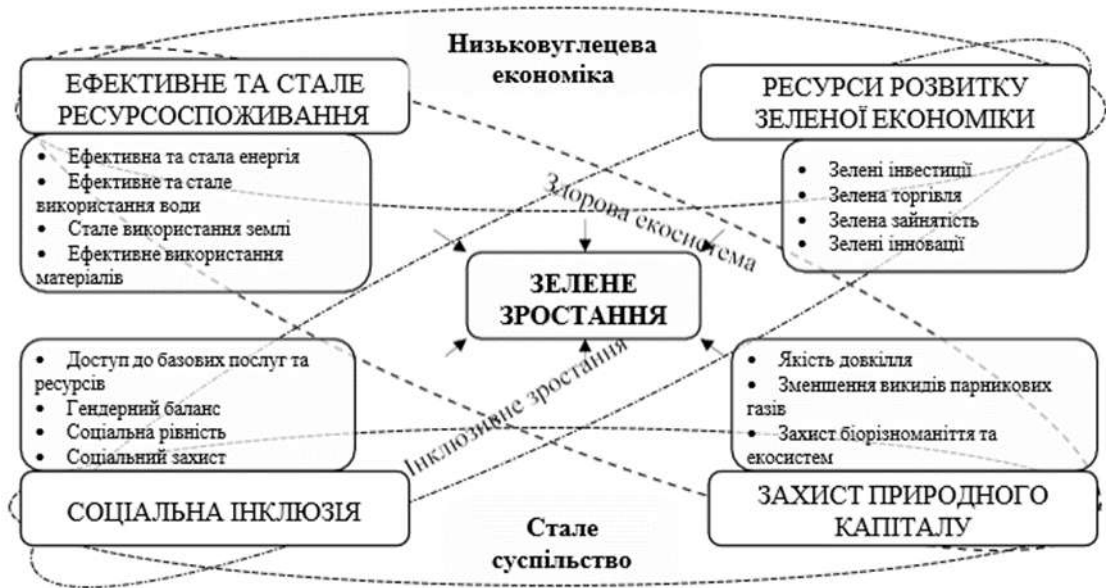 Низьковуглецева
економіка
ЕФЕКТИВНЕ ТА СТАЛЕ
РЕСУРСОСПОЖИВАННЯ
• Ефективна та стала енергія
• Ефективне та стале
використання води
• Стале використання землі
• Ефективне використання
матеріалів
РЕСУРСИ РОЗВИТКУ
ЗЕЛЕНОЇ ЕКОНОМІКИ
• Зелені інвестиції
• Зелена торгівля
• Зелена зайнятість
• Зелені інновації
Здорова екосистема
ЗЕЛЕНЕ
ЗРОСТАННЯ
Інклюзивне зростання
• Доступ до базових послуг та
ресурсів
• Гендерний баланс
• Соціальна рівність
• Соціальний захист
СОЦІАЛЬНА ІНКЛЮЗІЯ
• Якість довкілля
• Зменшення викидів парникових
газів
• Захист біорізноманіття та
екосистем
ЗАХИСТ ПРИРОДНОГО
КАПІТАЛУ
Стале
суспільство